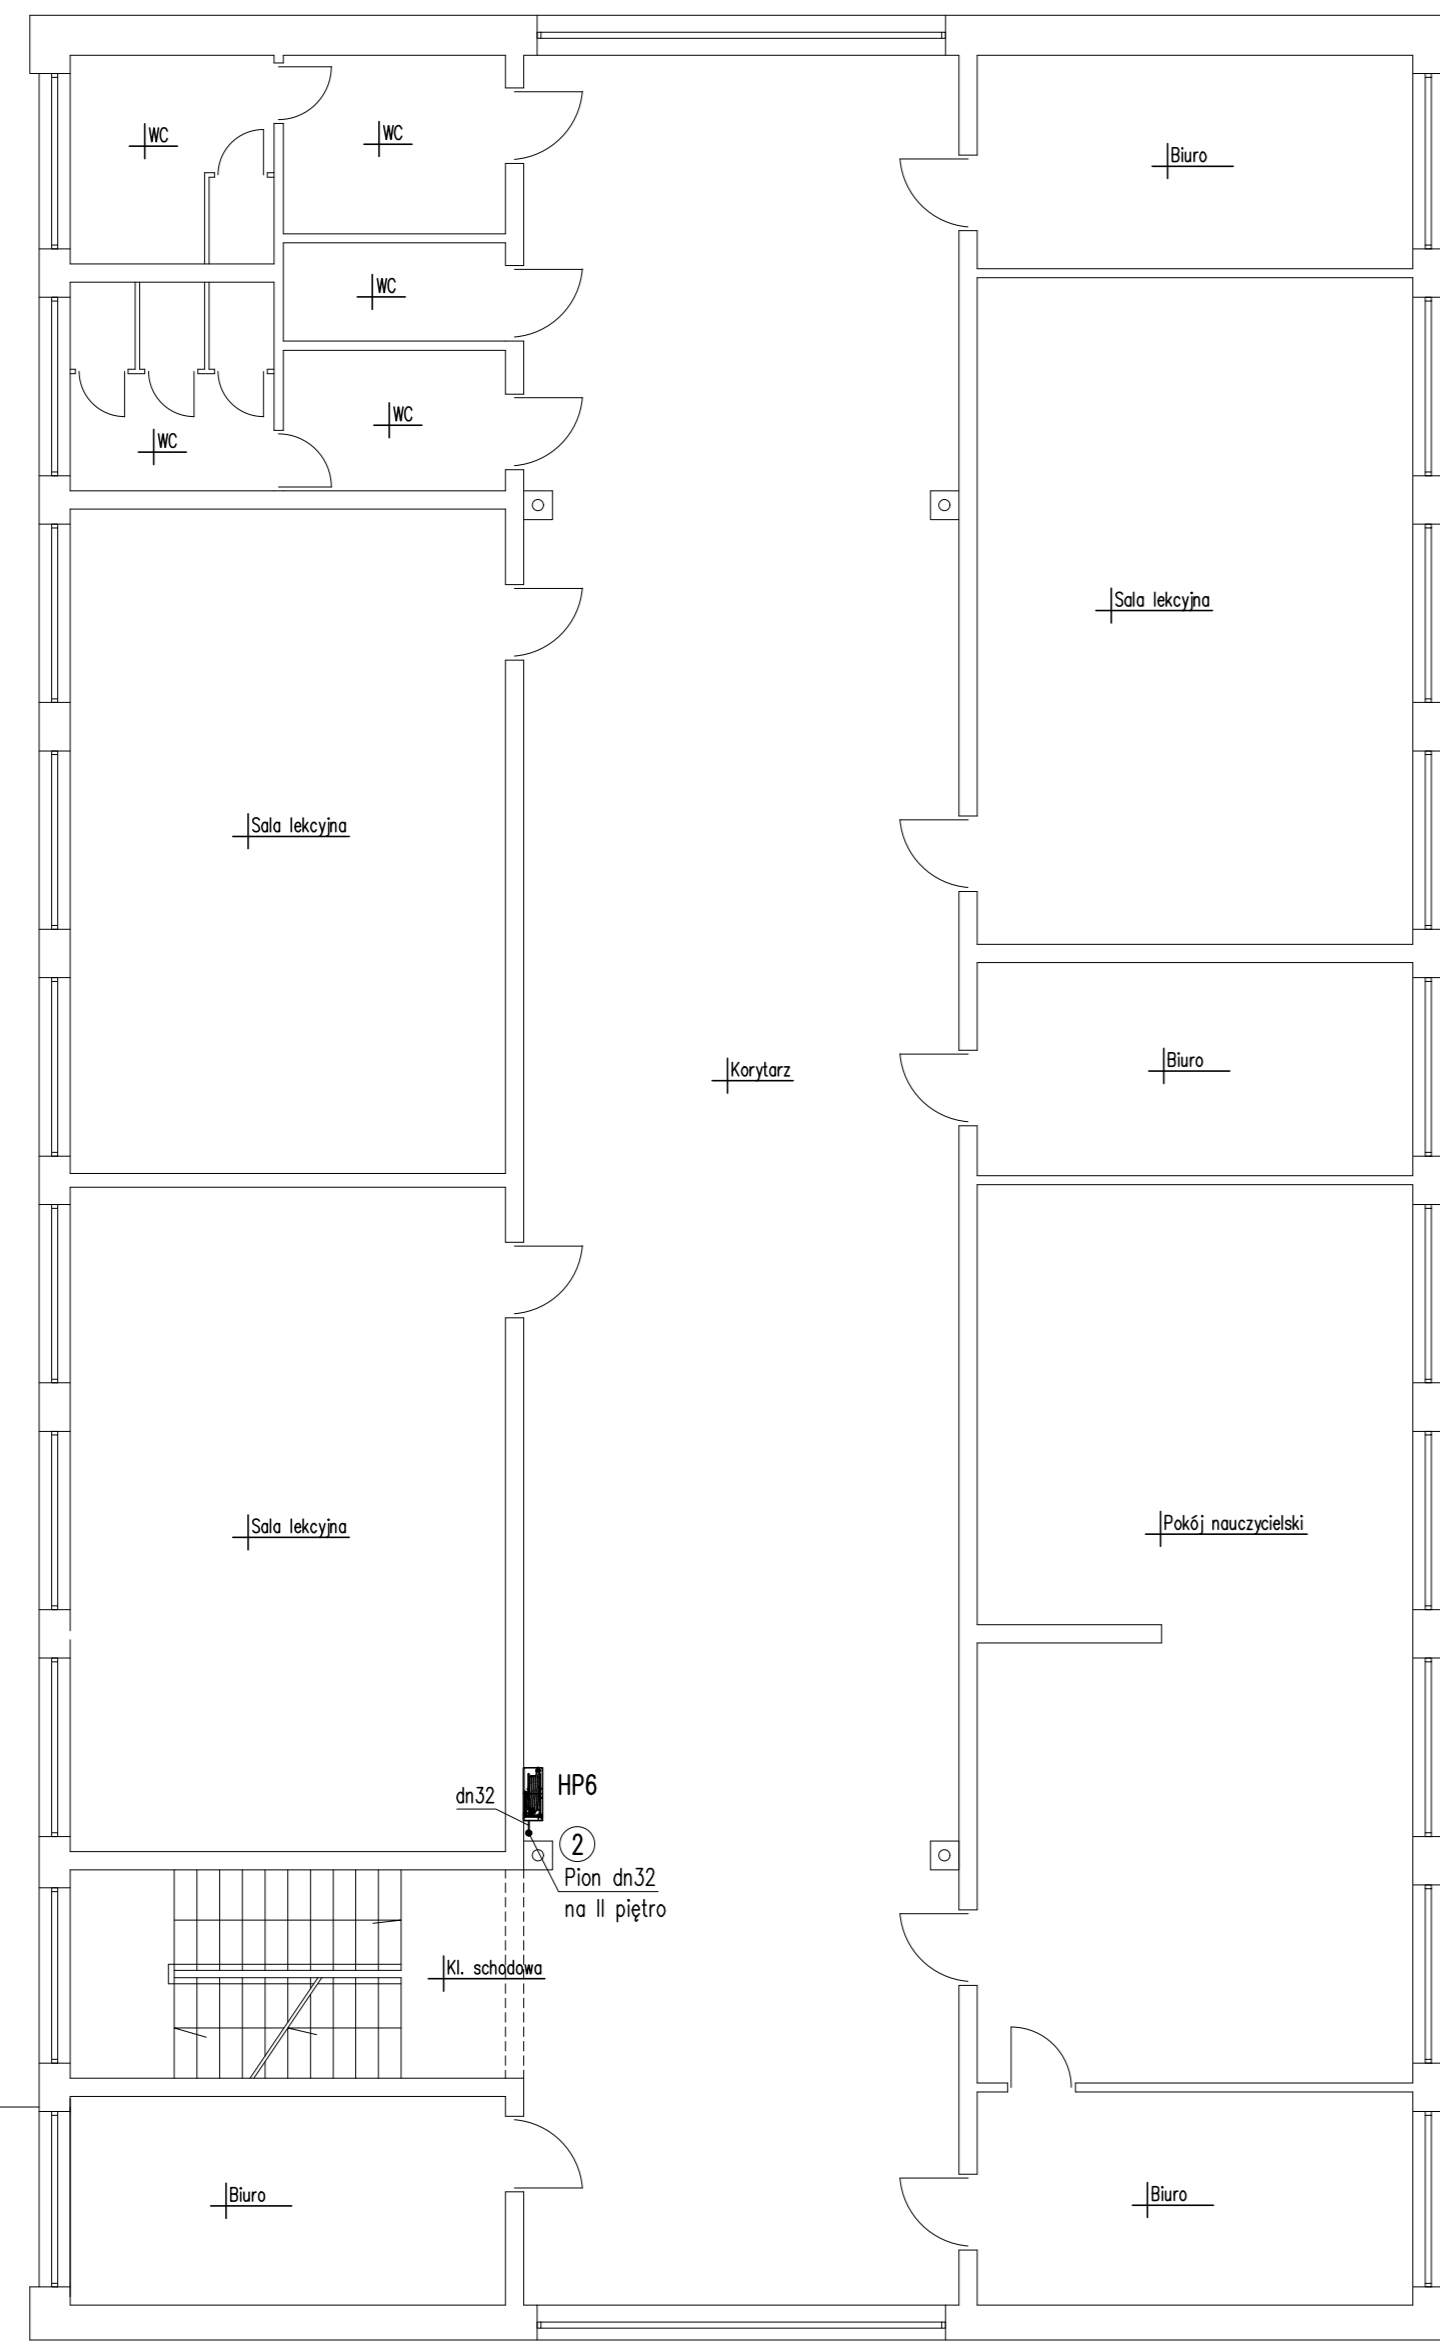 WC
WC
Biuro
WC
WC
WC
Sala lekcyjna
Sala lekcyjna
Korytarz
Biuro
Sala lekcyjna
Pokój nauczycielski
dn32
HP6
2
Pion dn32
na II piętro
Kl. schodowa
Biuro
Biuro